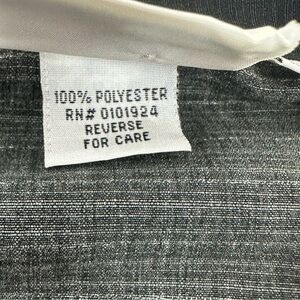 100% POLYESTER
RN# 0101924
REVERSE
FOR CARE